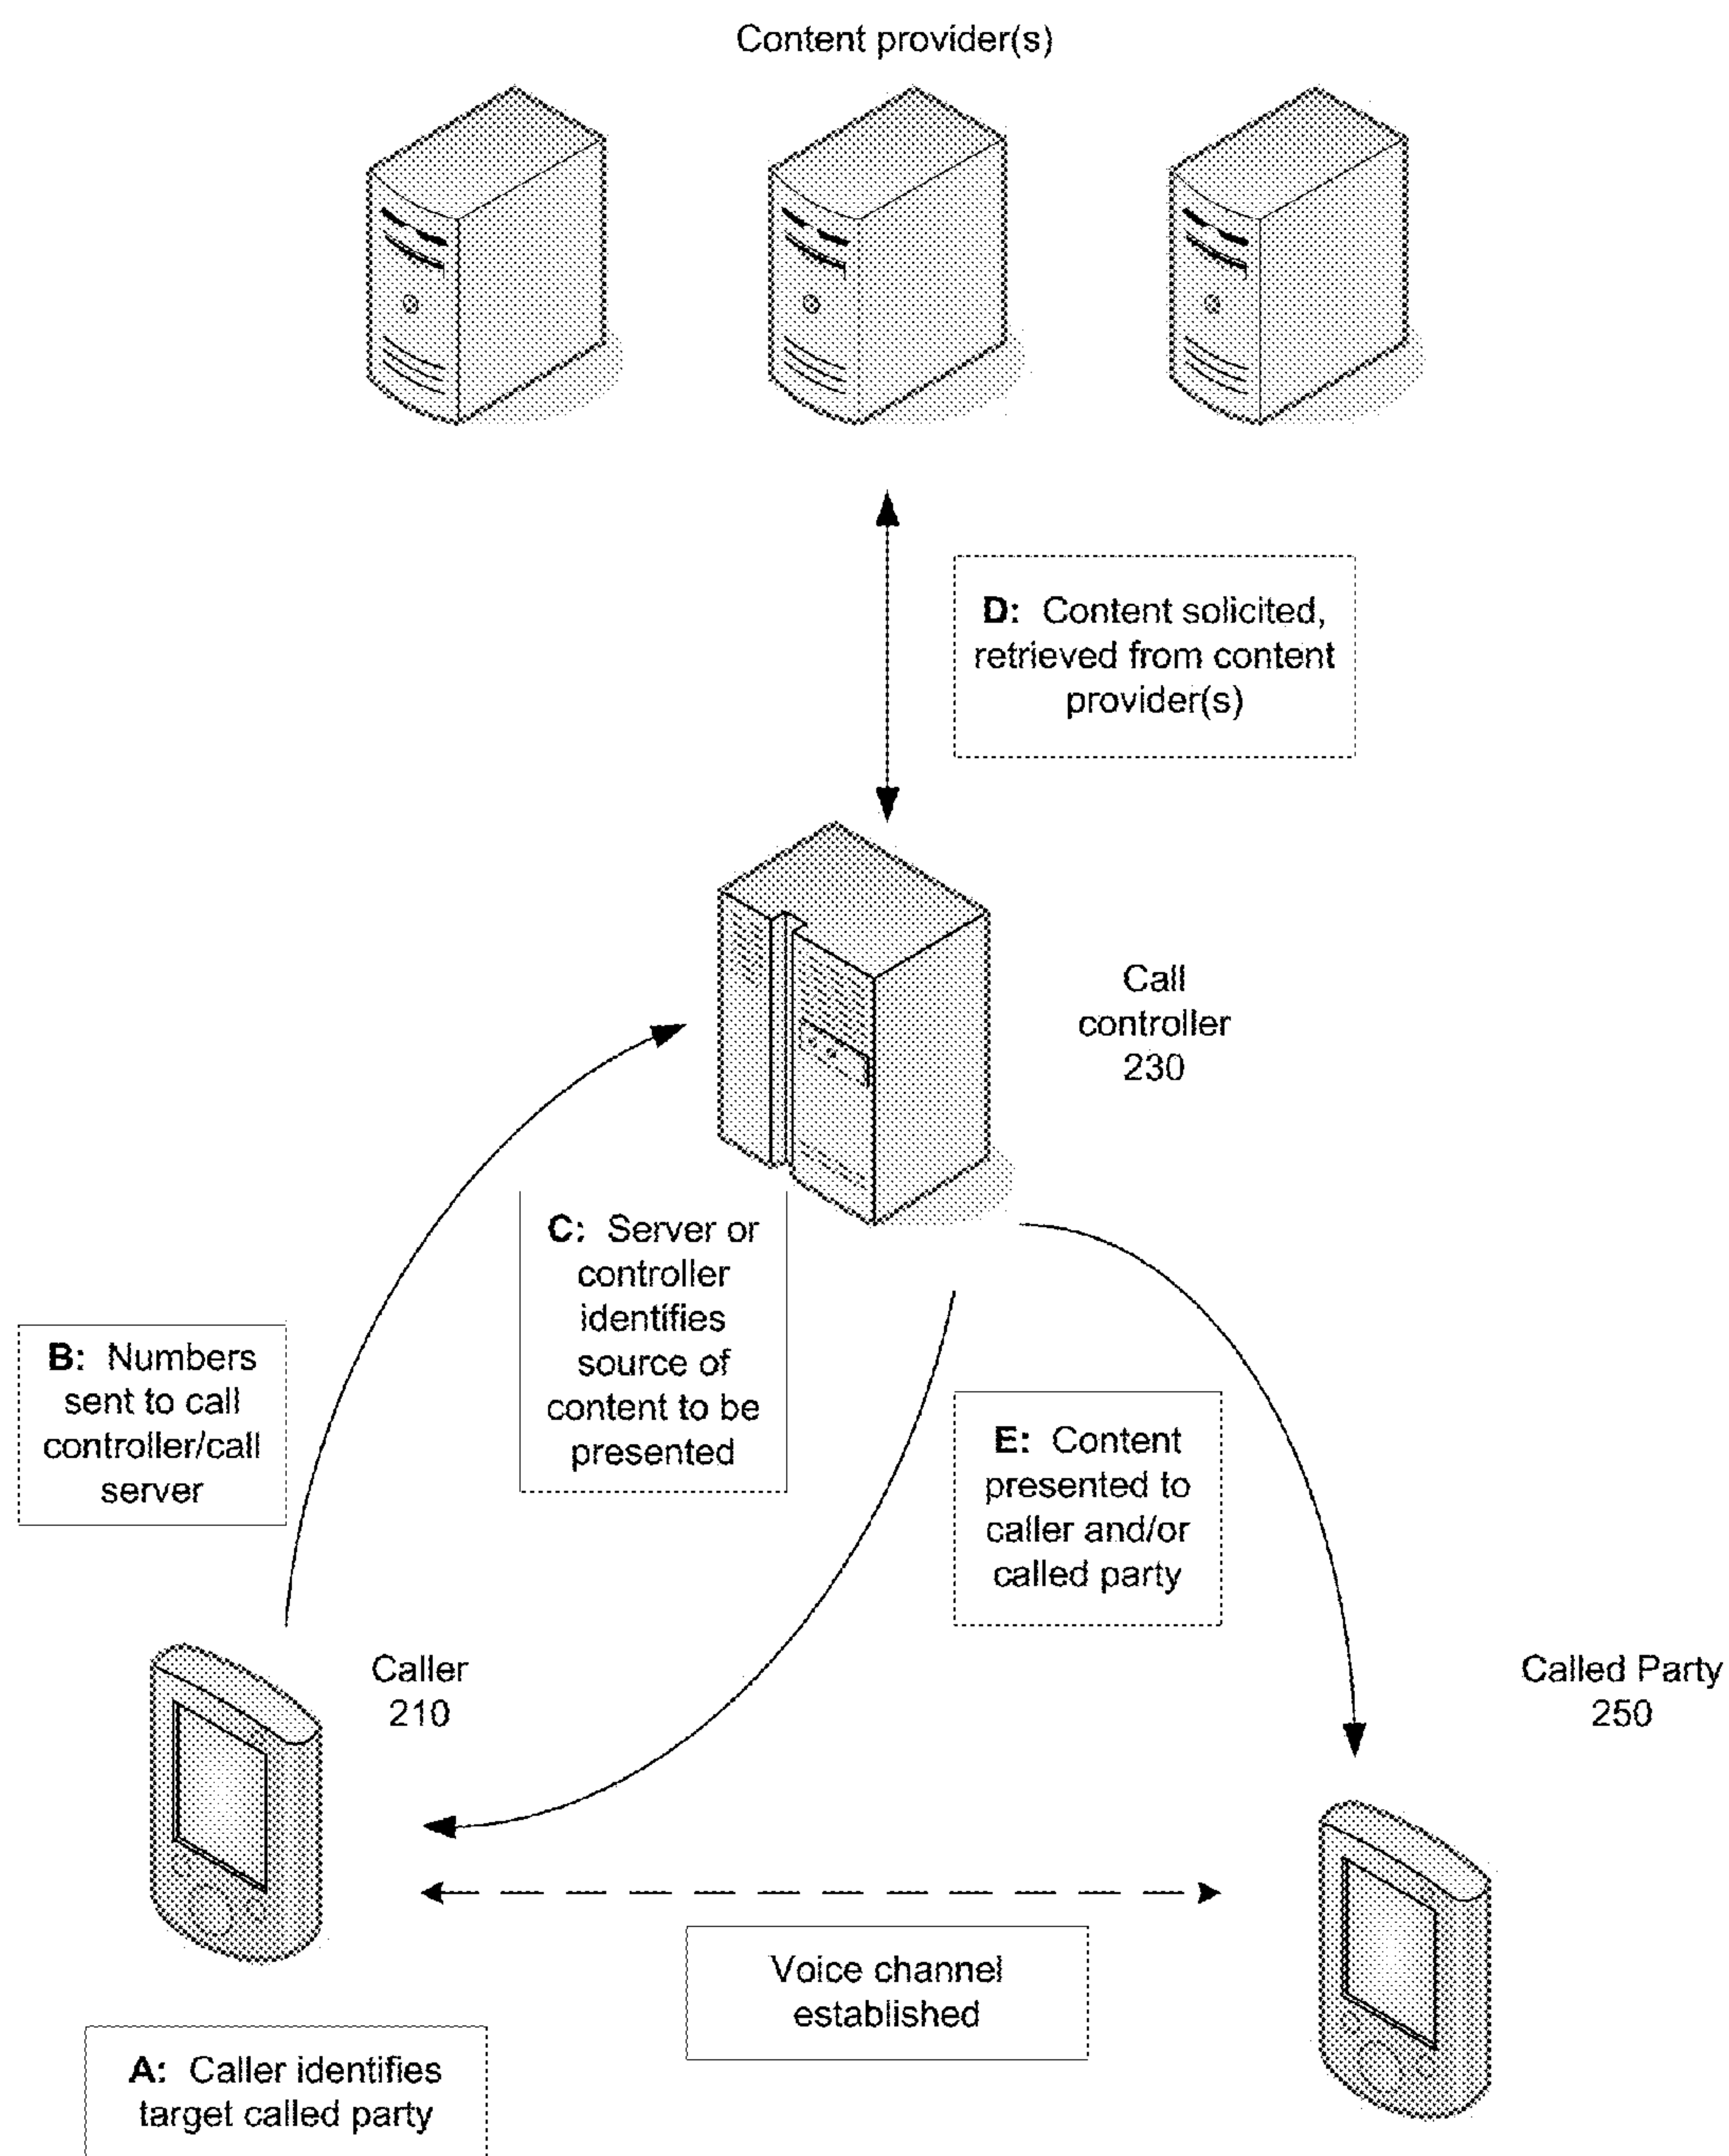 Content provider(s)
D: Content solicited,
retrieved from content
provider(s)
Call
controller
230
C: Server or
controller
identifies
source of
content to be
presented
B: Numbers
sent to call
controller/call
server
E: Content
presented to
caller and/or
called party
Caller
210
Called Party
250
Voice channel
established
A: Caller identifies
target called party